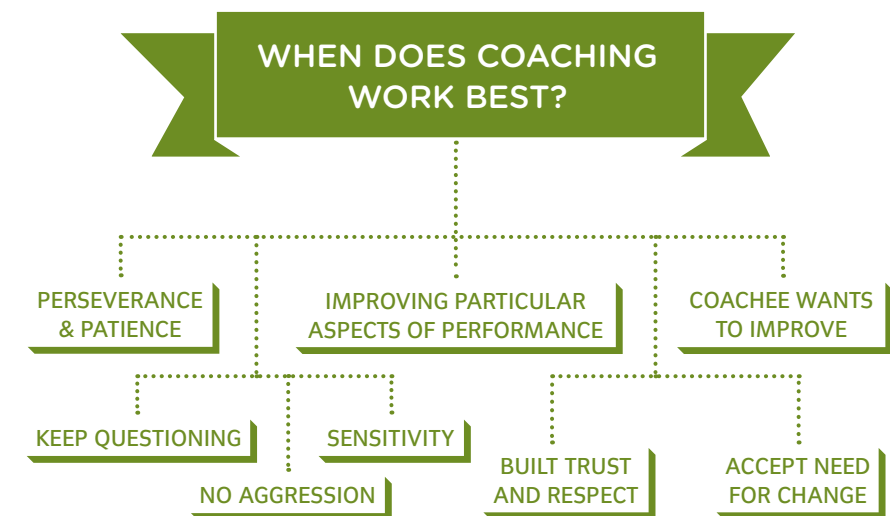 WHEN DOES COACHING
WORK BEST?
PERSEVERANCE
& PATIENCE
IMPROVING PARTICULAR
ASPECTS OF PERFORMANCE
COACHEE WANTS
TO IMPROVE
KEEP QUESTIONING
SENSITIVITY
NO AGGRESSION
BUILT TRUST
AND RESPECT
ACCEPT NEED
FOR CHANGE